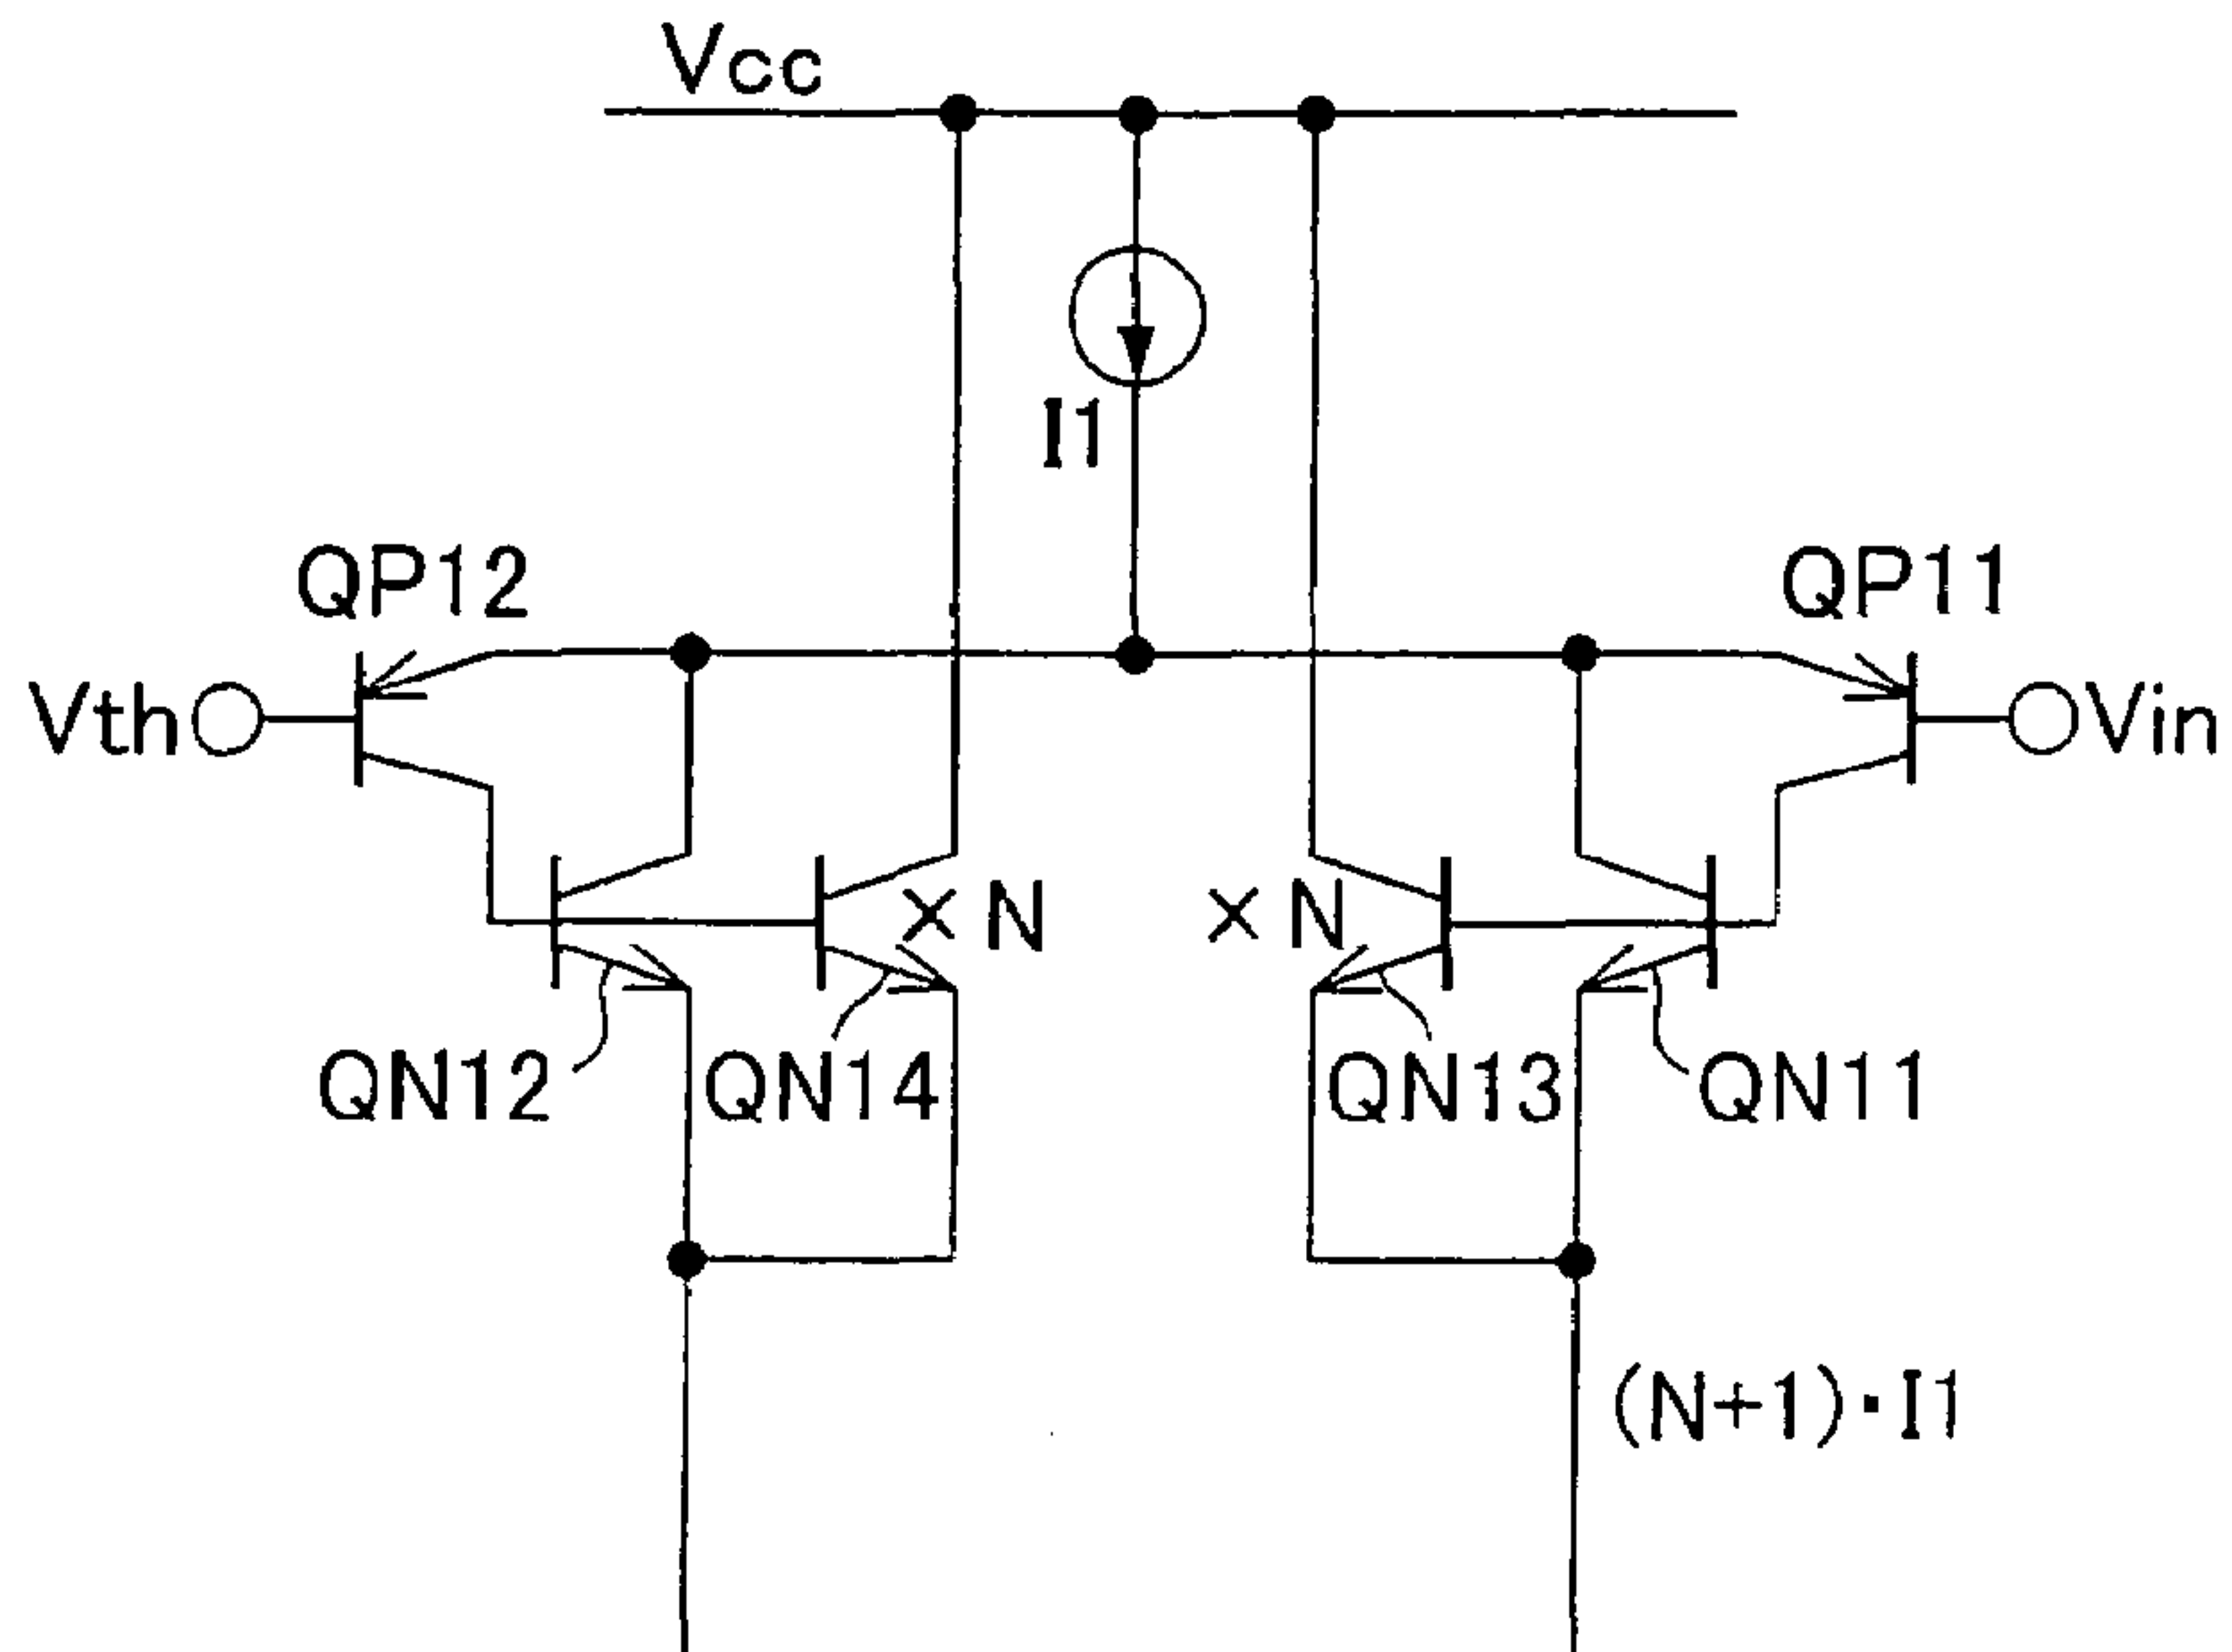 Vcc
I1
QP12
QP11
Vth
Vin
× N
× N
QN12
QN14
QN13
QN11
(N+1)▪I1